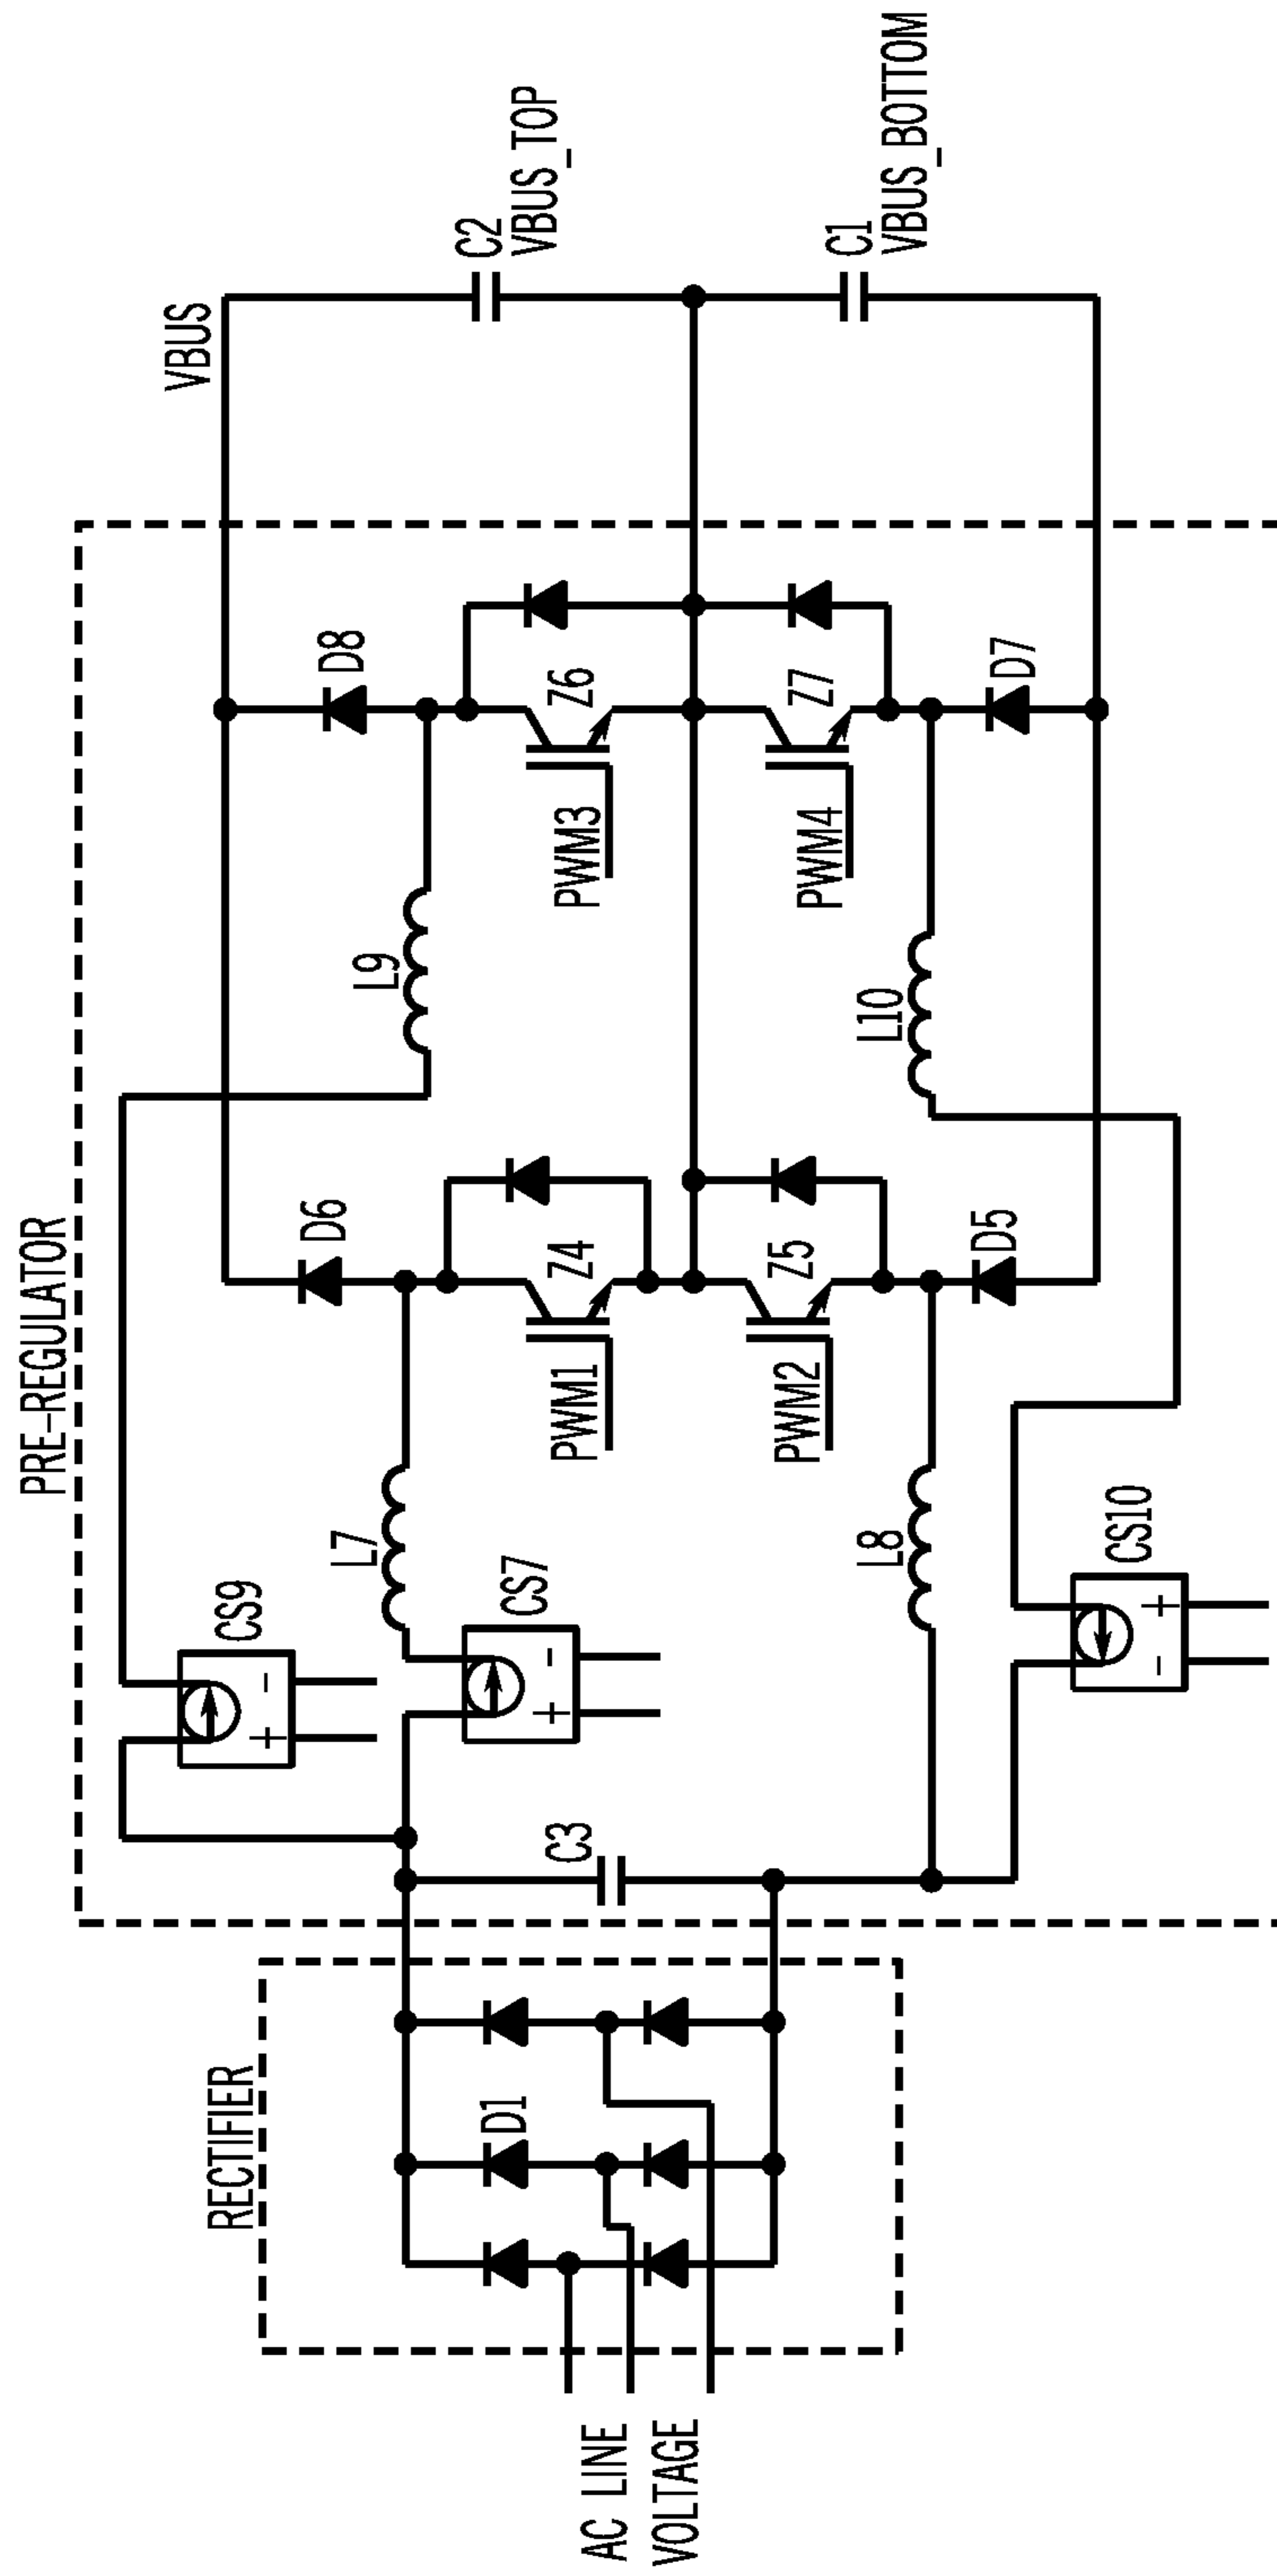 PRE-REGULATOR
RECTIFIER
AC LINE
VOLTAGE
D1
C3
CS9
+ -
CS7
+ -
CS10
- +
L7
L8
L9
L10
D6
D5
D8
D7
PWM1
Z4
PWM2
Z5
PWM3
Z6
PWM4
Z7
VBUS
C2
VBUS_TOP
C1
VBUS_BOTTOM